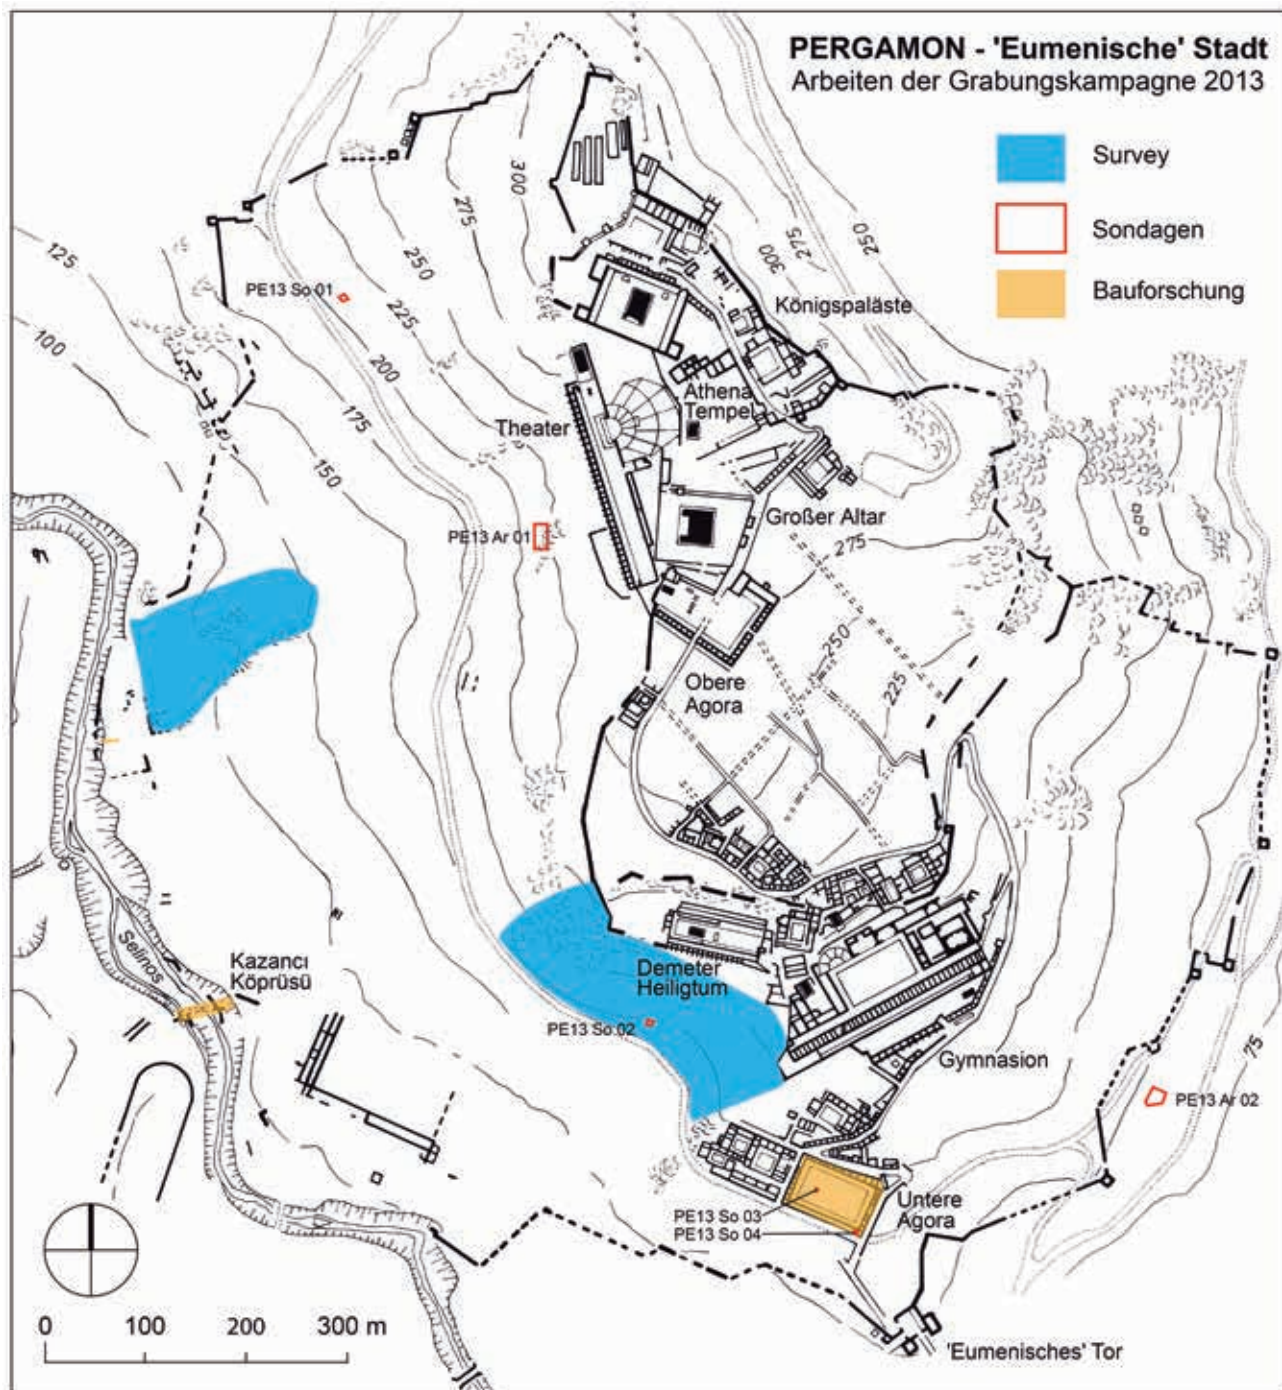 PERGAMON - 'Eumenische' Stadt
Arbeiten der Grabungskampagne 2013
Survey
Sondagen
Bauforschung
300
275
250
225
200
175
150
125
100
275
300
250
PE13 So 01
Königspaläste
Athena
Tempel
Theater
Großer Altar
PE13 Ar 01
275
250
225
Obere
Agora
Selinos
Kazancı
Köprüsü
Demeter
Heiligtum
PE13 So 02
Gymnasion
75
PE13 Ar 02
PE13 So 03
PE13 So 04
Untere
Agora
0 100 200 300 m
'Eumenisches' Tor